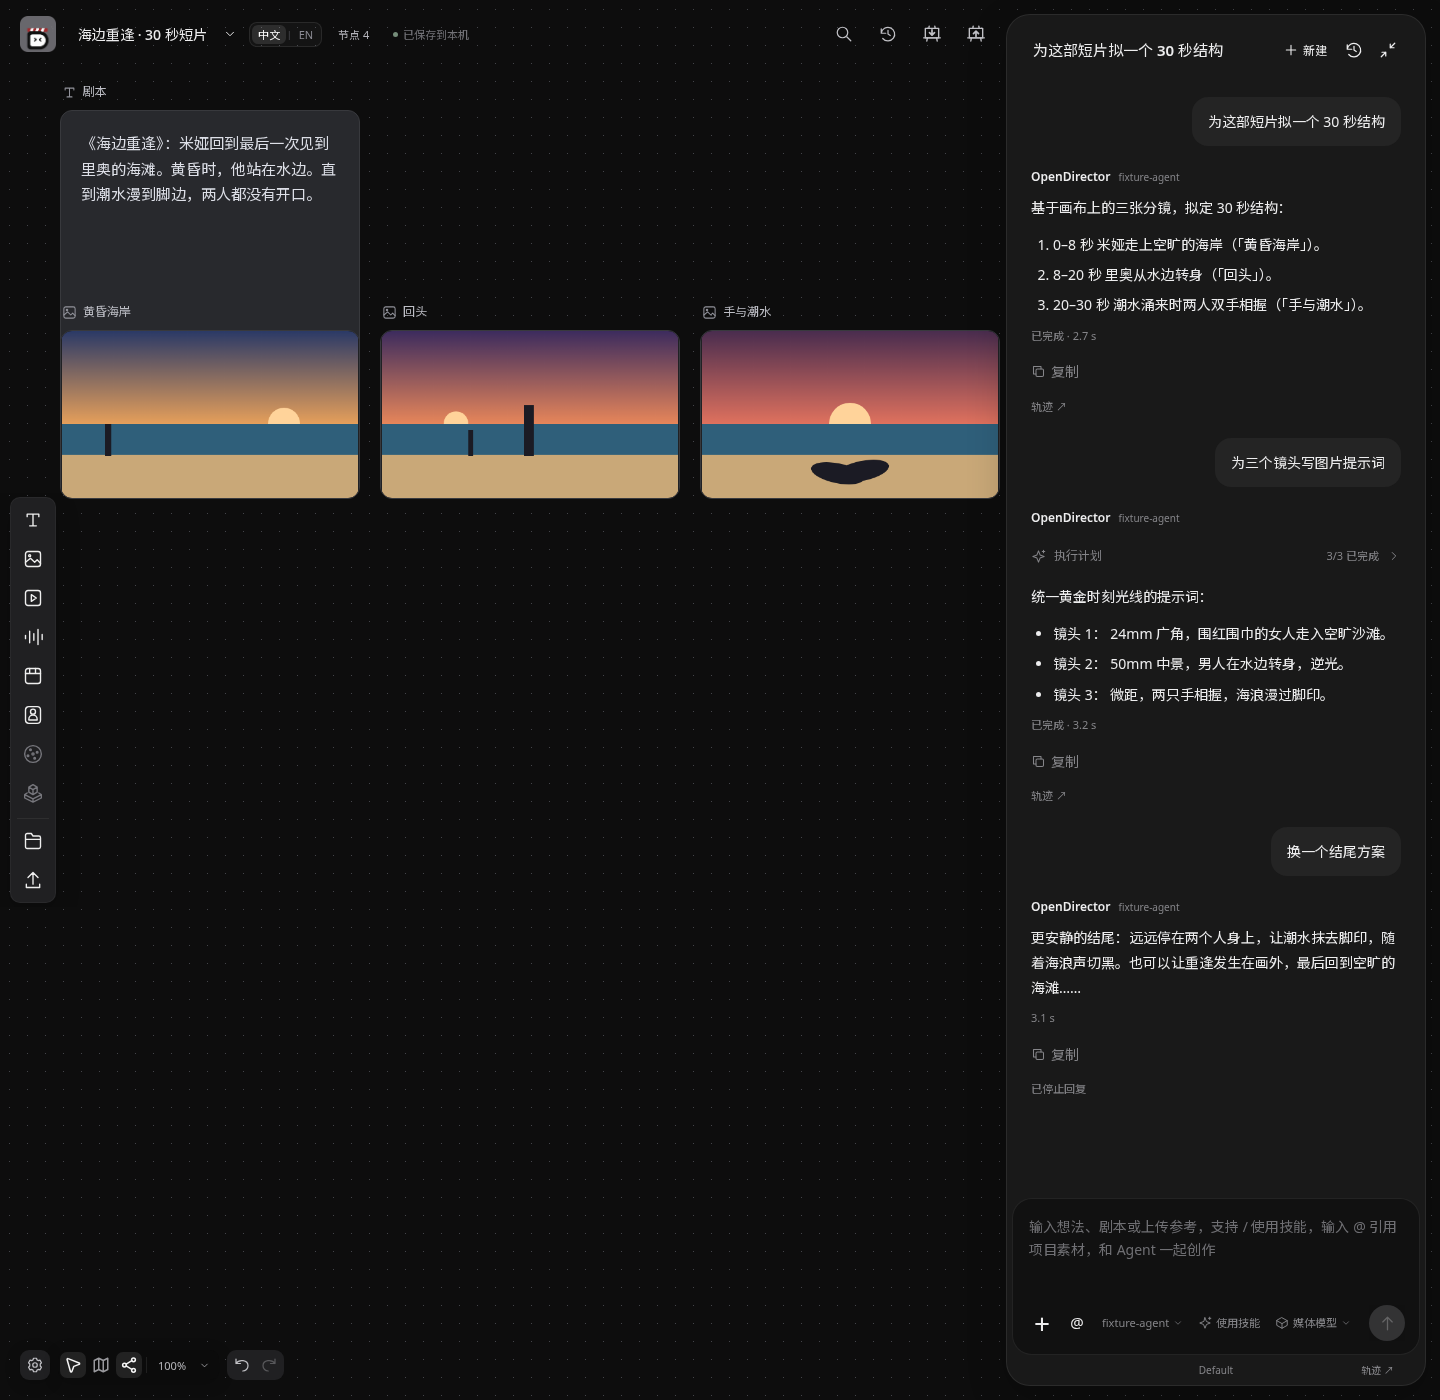 海边重逢 · 30 秒短片
中文 | EN
节点 4
已保存到本机
剧本
《海边重逢》：米娅回到最后一次见到
里奥的海滩。黄昏时，他站在水边。直
到潮水漫到脚边，两人都没有开口。
黄昏海岸
回头
手与潮水
100%
为这部短片拟一个 30 秒结构
新建
为这部短片拟一个 30 秒结构
OpenDirector fixture-agent
基于画布上的三张分镜，拟定 30 秒结构：
1. 0–8 秒 米娅走上空旷的海岸（「黄昏海岸」）。
2. 8–20 秒 里奥从水边转身（「回头」）。
3. 20–30 秒 潮水涌来时两人双手相握（「手与潮水」）。
已完成 · 2.7 s
复制
轨迹 ↗
为三个镜头写图片提示词
OpenDirector fixture-agent
执行计划 3/3 已完成
统一黄金时刻光线的提示词：
• 镜头 1： 24mm 广角，围红围巾的女人走入空旷沙滩。
• 镜头 2： 50mm 中景，男人在水边转身，逆光。
• 镜头 3： 微距，两只手相握，海浪漫过脚印。
已完成 · 3.2 s
复制
轨迹 ↗
换一个结尾方案
OpenDirector fixture-agent
更安静的结尾：远远停在两个人身上，让潮水抹去脚印，随
着海浪声切黑。也可以让重逢发生在画外，最后回到空旷的
海滩……
3.1 s
复制
已停止回复
输入想法、剧本或上传参考，支持 / 使用技能，输入 @ 引用
项目素材，和 Agent 一起创作
@ fixture-agent 使用技能 媒体模型
Default 轨迹 ↗